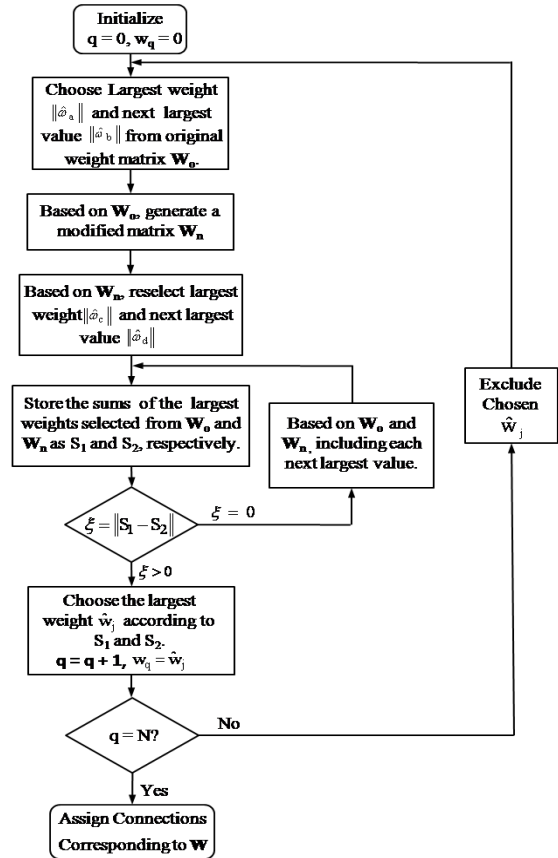 Initialize
q = 0, w_q = 0
Choose Largest weight
‖ω̂_a‖ and next largest
value ‖ω̂_b‖ from original
weight matrix W_o.
Based on W_o, generate a
modified matrix W_n
Based on W_n, reselect largest
weight‖ω̂_c‖ and next largest
value ‖ω̂_d‖
Store the sums of the largest
weights selected from W_o and
W_n as S_1 and S_2, respectively.
Based on W_o and
W_n, including each
next largest value.
Exclude
Chosen
ŵ_j
ξ = ‖S_1 − S_2‖
ξ = 0
ξ > 0
Choose the largest
weight ŵ_j according to
S_1 and S_2.
q = q + 1, w_q = ŵ_j
q = N?
No
Yes
Assign Connections
Corresponding to W